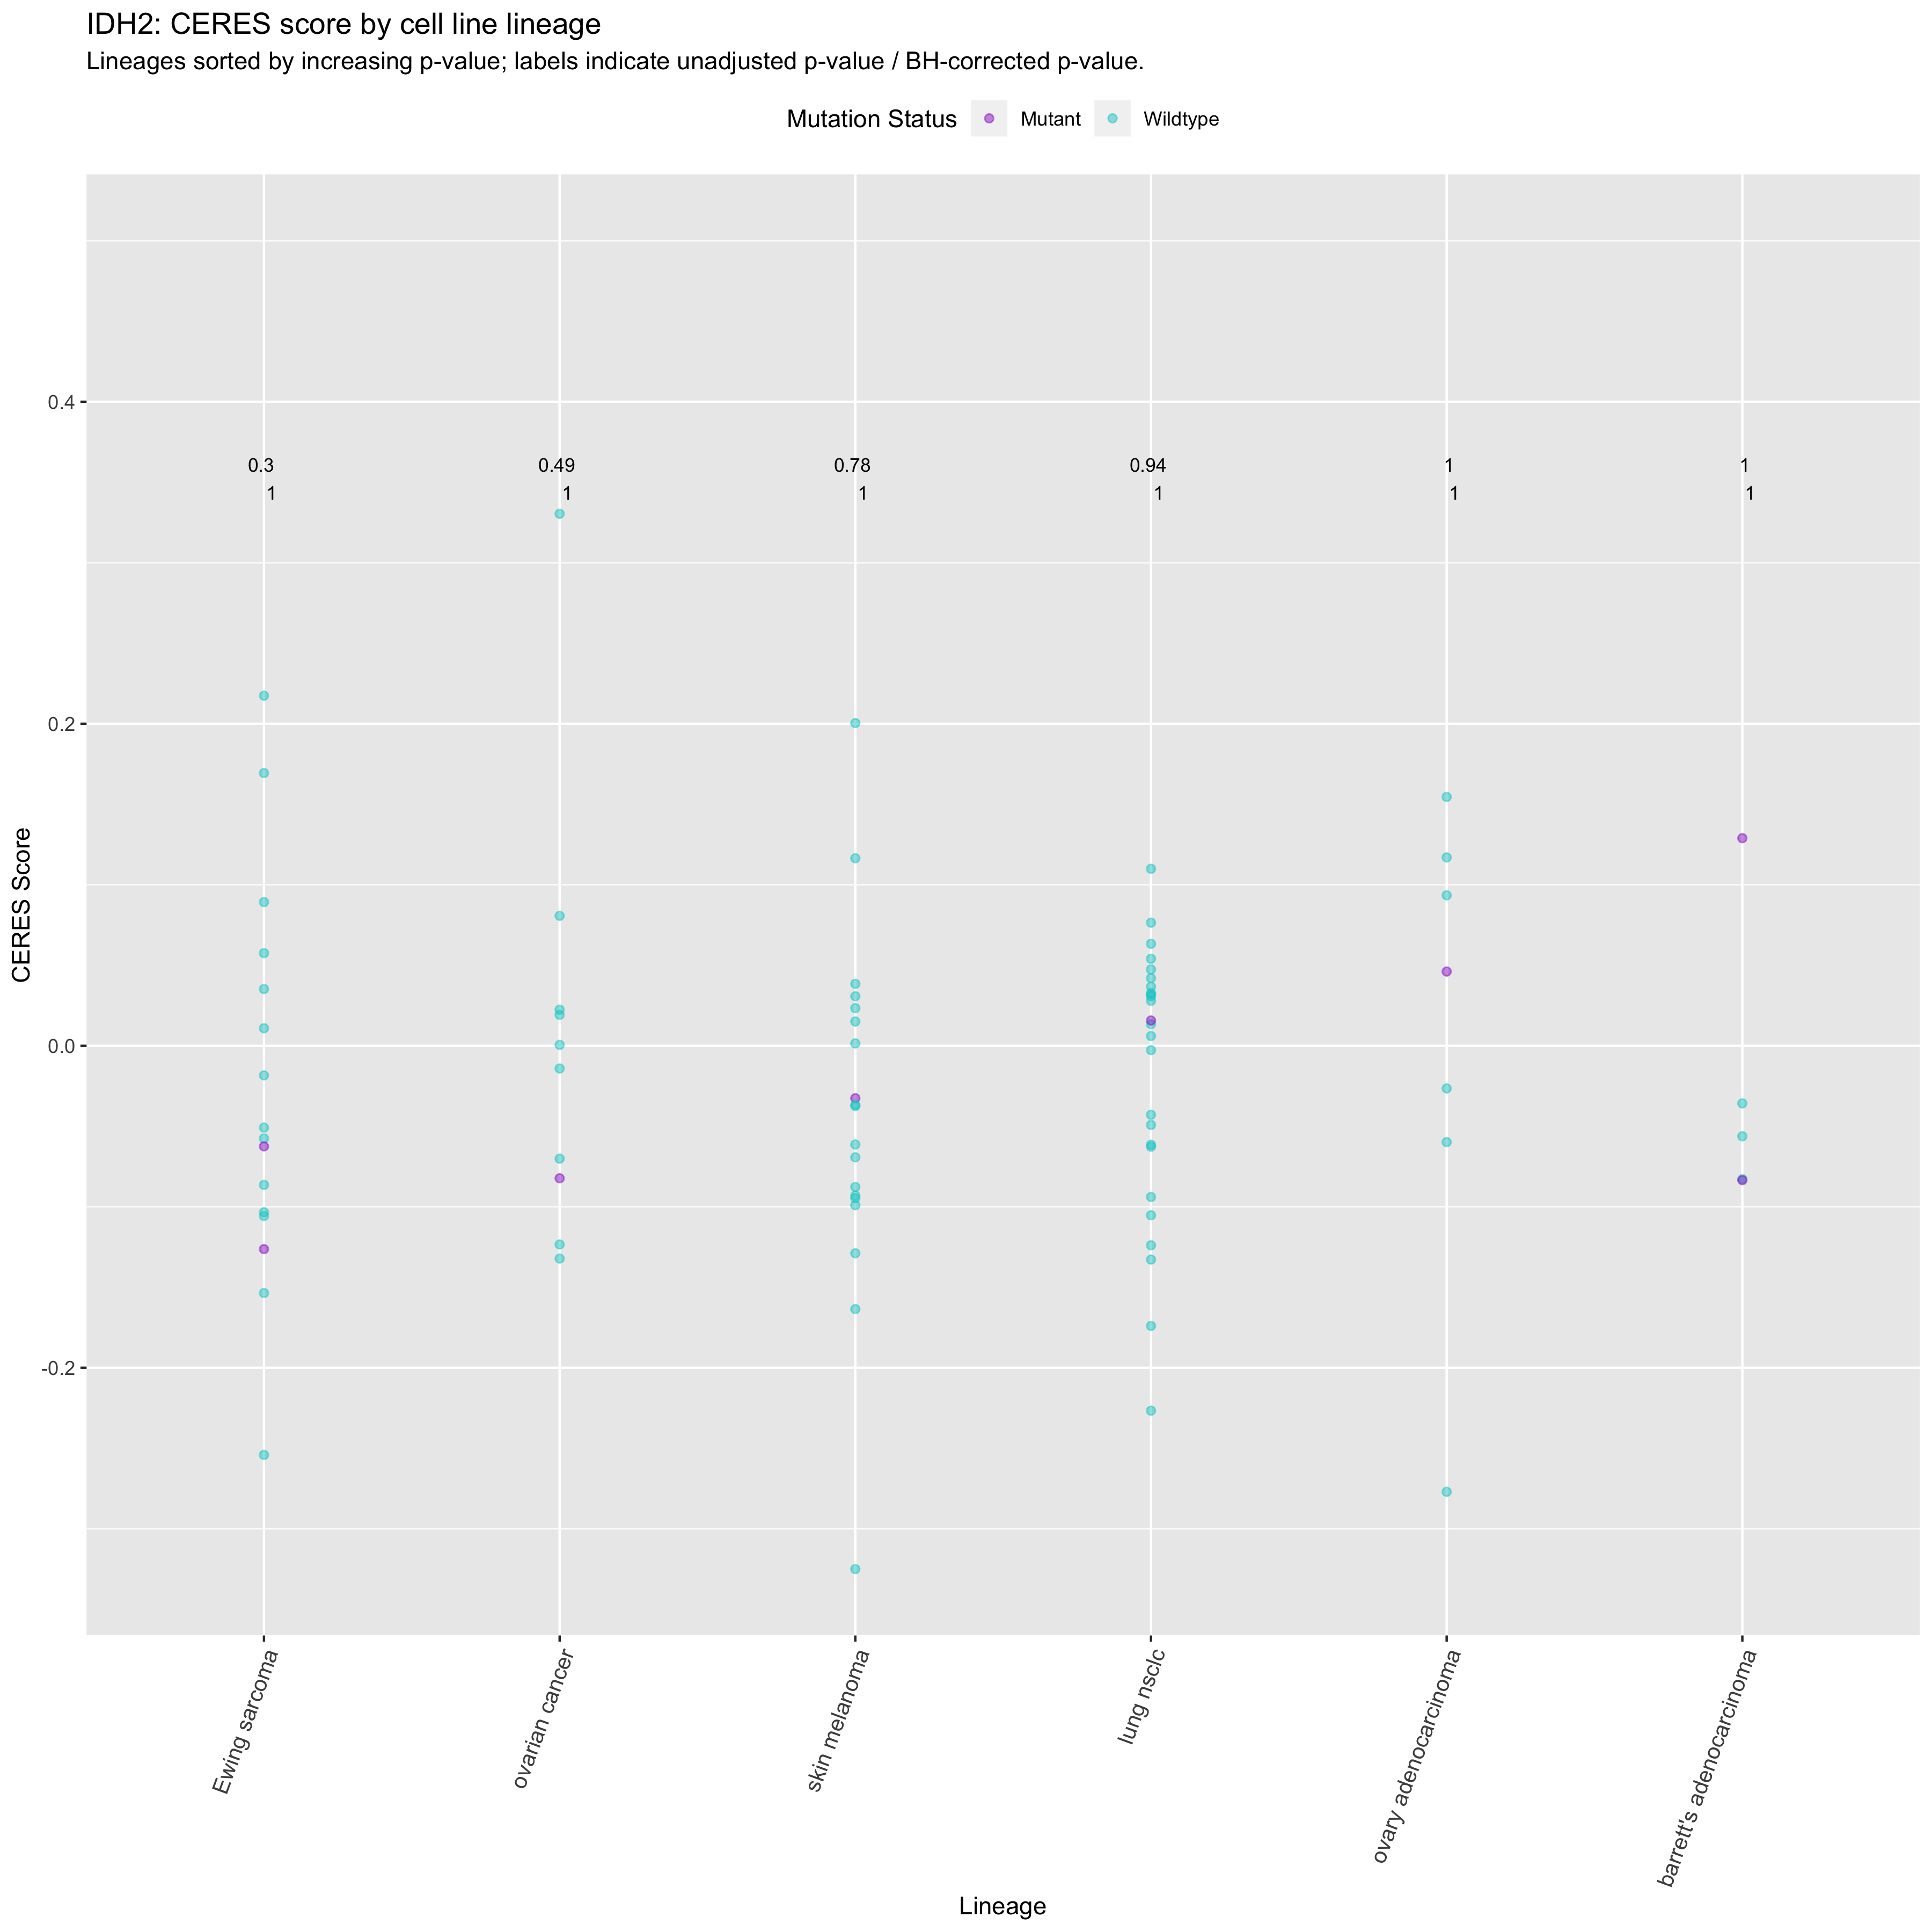 IDH2: CERES score by cell line lineage
Lineages sorted by increasing p-value; labels indicate unadjusted p-value / BH-corrected p-value.
Mutation Status Mutant Wildtype
0.4
0.3 0.49 0.78 0.94 1 1
1 1 1 1 1 1
0.2
CERES Score
0.0
-0.2
Ewing sarcoma
ovarian cancer
skin melanoma
lung nsclc
ovary adenocarcinoma
barrett's adenocarcinoma
Lineage